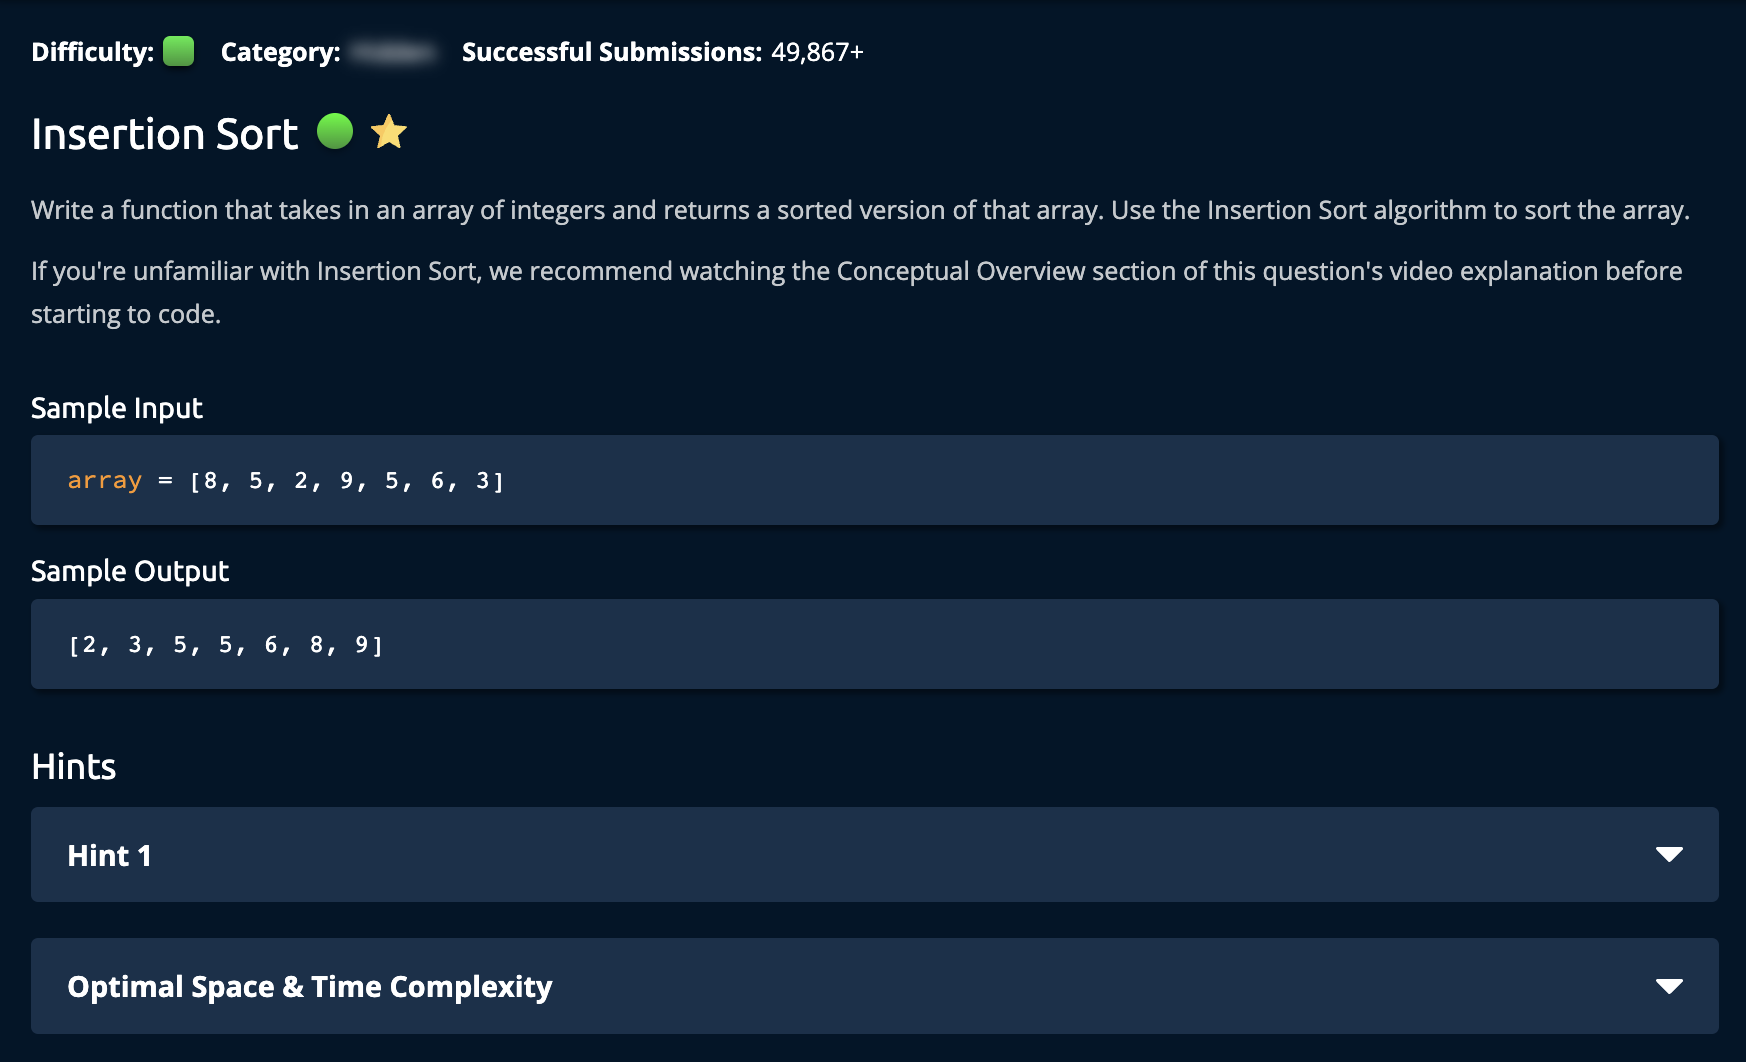 Difficulty: Category: Successful Submissions: 49,867+
Insertion Sort
Write a function that takes in an array of integers and returns a sorted version of that array. Use the Insertion Sort algorithm to sort the array.
If you're unfamiliar with Insertion Sort, we recommend watching the Conceptual Overview section of this question's video explanation before
starting to code.
Sample Input
array = [8, 5, 2, 9, 5, 6, 3]
Sample Output
[2, 3, 5, 5, 6, 8, 9]
Hints
Hint 1
Optimal Space & Time Complexity